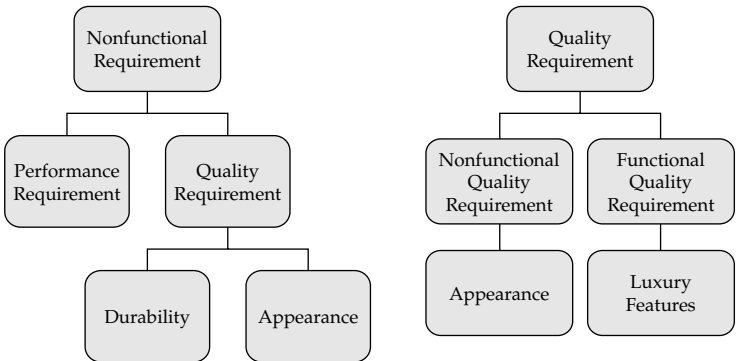 Nonfunctional
Requirement
Performance
Requirement
Quality
Requirement
Durability
Appearance
Quality
Requirement
Nonfunctional
Quality
Requirement
Functional
Quality
Requirement
Appearance
Luxury
Features